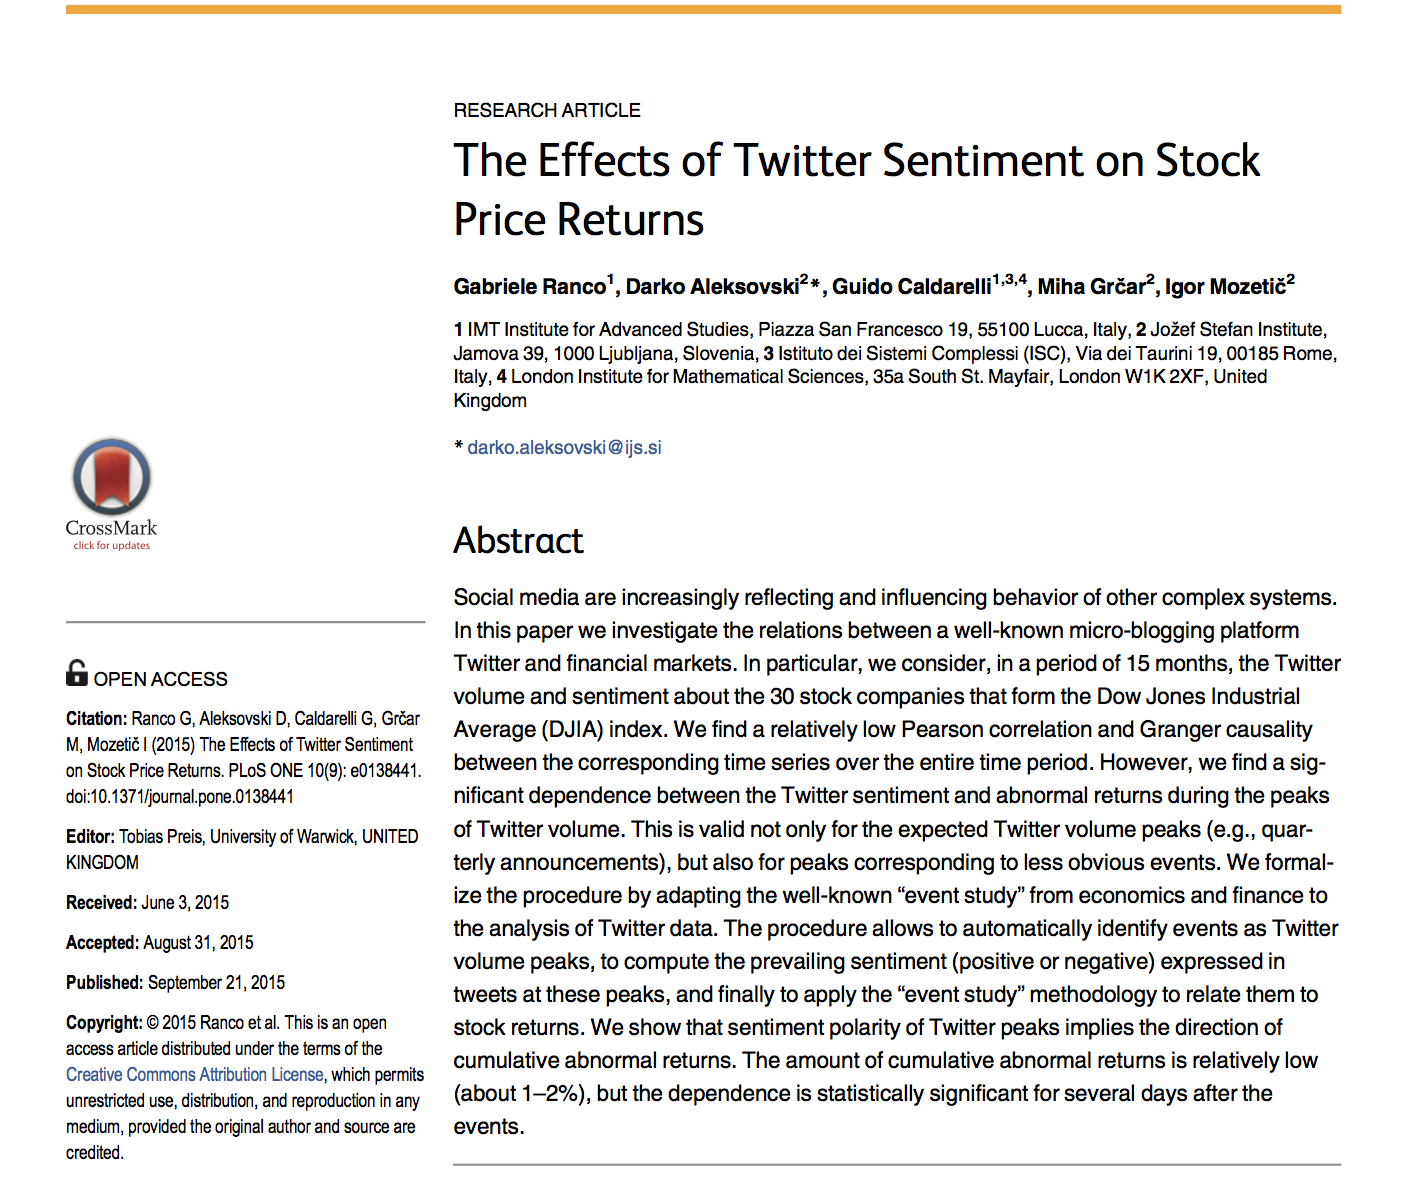 RESEARCH ARTICLE
The Effects of Twitter Sentiment on Stock
Price Returns
Gabriele Ranco1, Darko Aleksovski2*, Guido Caldarelli1,3,4, Miha Grčar2, Igor Mozetič2
1 IMT Institute for Advanced Studies, Piazza San Francesco 19, 55100 Lucca, Italy, 2 Jožef Stefan Institute,
Jamova 39, 1000 Ljubljana, Slovenia, 3 Istituto dei Sistemi Complessi (ISC), Via dei Taurini 19, 00185 Rome,
Italy, 4 London Institute for Mathematical Sciences, 35a South St. Mayfair, London W1K 2XF, United
Kingdom
* darko.aleksovski@ijs.si
CrossMark
click for updates
OPEN ACCESS
Citation: Ranco G, Aleksovski D, Caldarelli G, Grčar
M, Mozetič I (2015) The Effects of Twitter Sentiment
on Stock Price Returns. PLoS ONE 10(9): e0138441.
doi:10.1371/journal.pone.0138441
Editor: Tobias Preis, University of Warwick, UNITED
KINGDOM
Received: June 3, 2015
Accepted: August 31, 2015
Published: September 21, 2015
Copyright: © 2015 Ranco et al. This is an open
access article distributed under the terms of the
Creative Commons Attribution License, which permits
unrestricted use, distribution, and reproduction in any
medium, provided the original author and source are
credited.
Abstract
Social media are increasingly reflecting and influencing behavior of other complex systems.
In this paper we investigate the relations between a well-known micro-blogging platform
Twitter and financial markets. In particular, we consider, in a period of 15 months, the Twitter
volume and sentiment about the 30 stock companies that form the Dow Jones Industrial
Average (DJIA) index. We find a relatively low Pearson correlation and Granger causality
between the corresponding time series over the entire time period. However, we find a sig-
nificant dependence between the Twitter sentiment and abnormal returns during the peaks
of Twitter volume. This is valid not only for the expected Twitter volume peaks (e.g., quar-
terly announcements), but also for peaks corresponding to less obvious events. We formal-
ize the procedure by adapting the well-known “event study” from economics and finance to
the analysis of Twitter data. The procedure allows to automatically identify events as Twitter
volume peaks, to compute the prevailing sentiment (positive or negative) expressed in
tweets at these peaks, and finally to apply the “event study” methodology to relate them to
stock returns. We show that sentiment polarity of Twitter peaks implies the direction of
cumulative abnormal returns. The amount of cumulative abnormal returns is relatively low
(about 1–2%), but the dependence is statistically significant for several days after the
events.